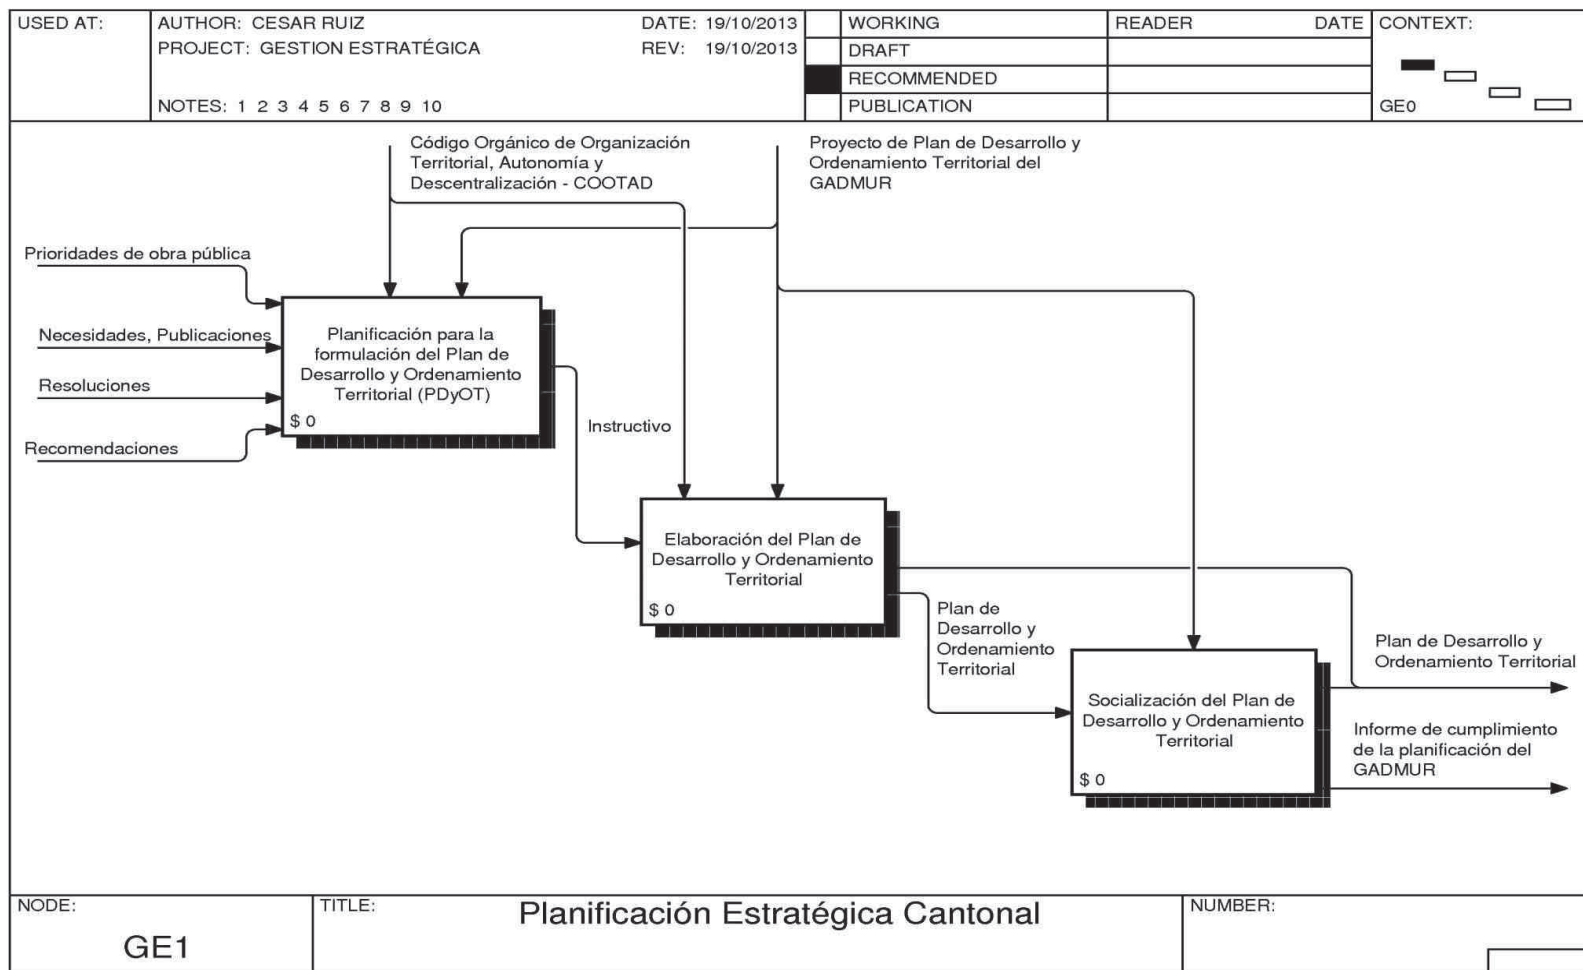 USED AT:
AUTHOR: CESAR RUIZ
DATE: 19/10/2013
PROJECT: GESTION ESTRATÉGICA
REV: 19/10/2013
NOTES: 1 2 3 4 5 6 7 8 9 10
WORKING
DRAFT
RECOMMENDED
PUBLICATION
READER
DATE
CONTEXT:
GE0
Código Orgánico de Organización
Territorial, Autonomía y
Descentralización - COOTAD
Proyecto de Plan de Desarrollo y
Ordenamiento Territorial del
GADMUR
Prioridades de obra pública
Necesidades, Publicaciones
Resoluciones
Recomendaciones
Planificación para la
formulación del Plan de
Desarrollo y Ordenamiento
Territorial (PDyOT)
$ 0
Instructivo
Elaboración del Plan de
Desarrollo y Ordenamiento
Territorial
$ 0
Plan de
Desarrollo y
Ordenamiento
Territorial
Socialización del Plan de
Desarrollo y Ordenamiento
Territorial
$ 0
Plan de Desarrollo y
Ordenamiento Territorial
Informe de cumplimiento
de la planificación del
GADMUR
NODE:
GE1
TITLE:
Planificación Estratégica Cantonal
NUMBER: